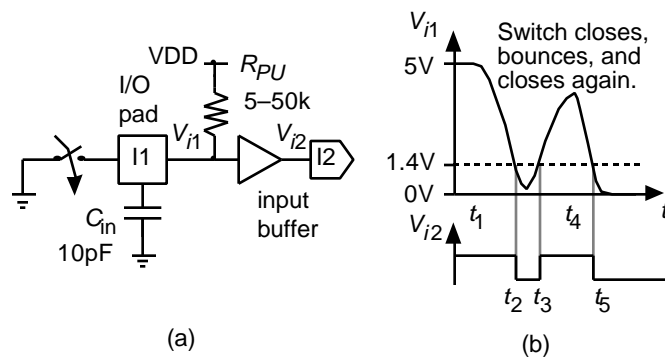 VDD
R_PU
5–50k
I/O
pad
I1
V_i1
V_i2
I2
C_in
10pF
input
buffer
(a)
V_i1
Switch closes,
bounces, and
closes again.
5V
1.4V
0V
t_1
t_4
t
V_i2
t_2
t_3
t_5
(b)